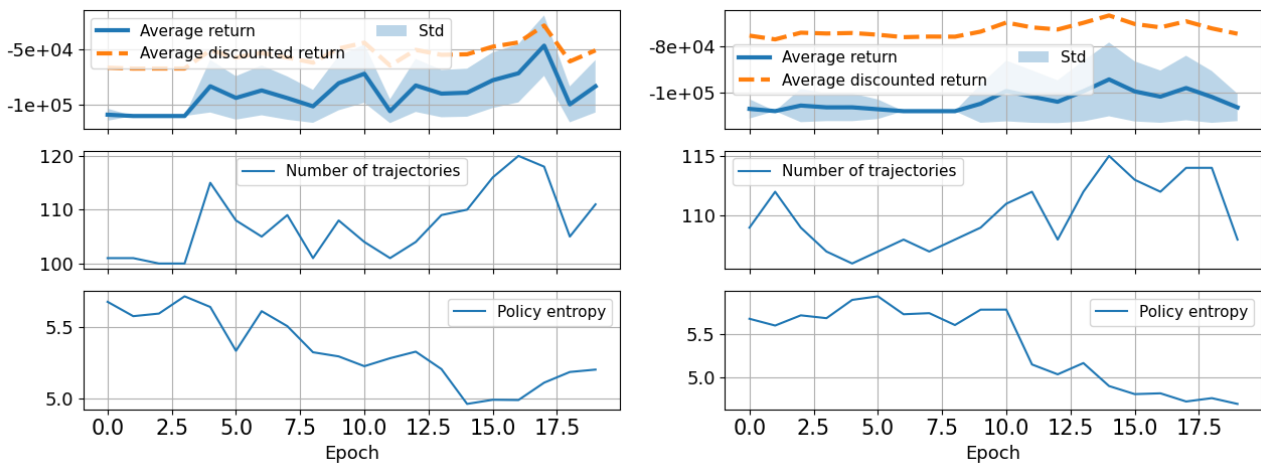 Average return
Average discounted return
Std
-5e+04
-1e+05
Number of trajectories
120
110
100
Policy entropy
5.5
5.0
0.0 2.5 5.0 7.5 10.0 12.5 15.0 17.5
Epoch
Average return
Average discounted return
Std
-8e+04
-1e+05
Number of trajectories
115
110
Policy entropy
5.5
5.0
0.0 2.5 5.0 7.5 10.0 12.5 15.0 17.5
Epoch